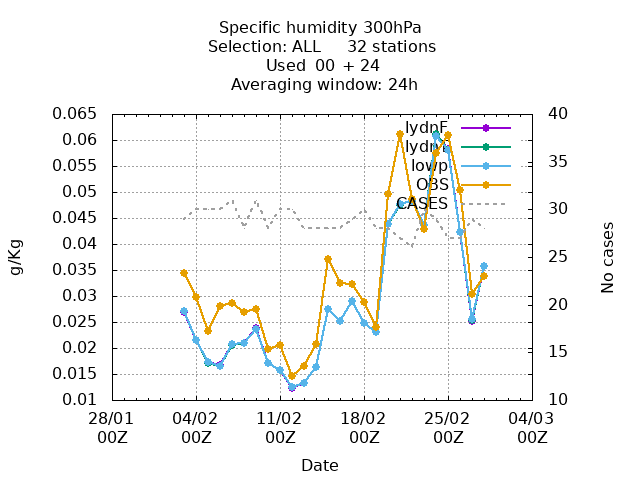 Specific humidity 300hPa
Selection: ALL 32 stations
Used 00 + 24
Averaging window: 24h
0.065
0.06
0.055
0.05
0.045
0.04
0.035
0.03
0.025
0.02
0.015
0.01
40
35
30
25
20
15
10
lydnF
lowp
OBS
CASES
g/Kg
No cases
28/01 04/02 11/02 18/02 25/02 04/03
00Z 00Z 00Z 00Z 00Z 00Z
Date